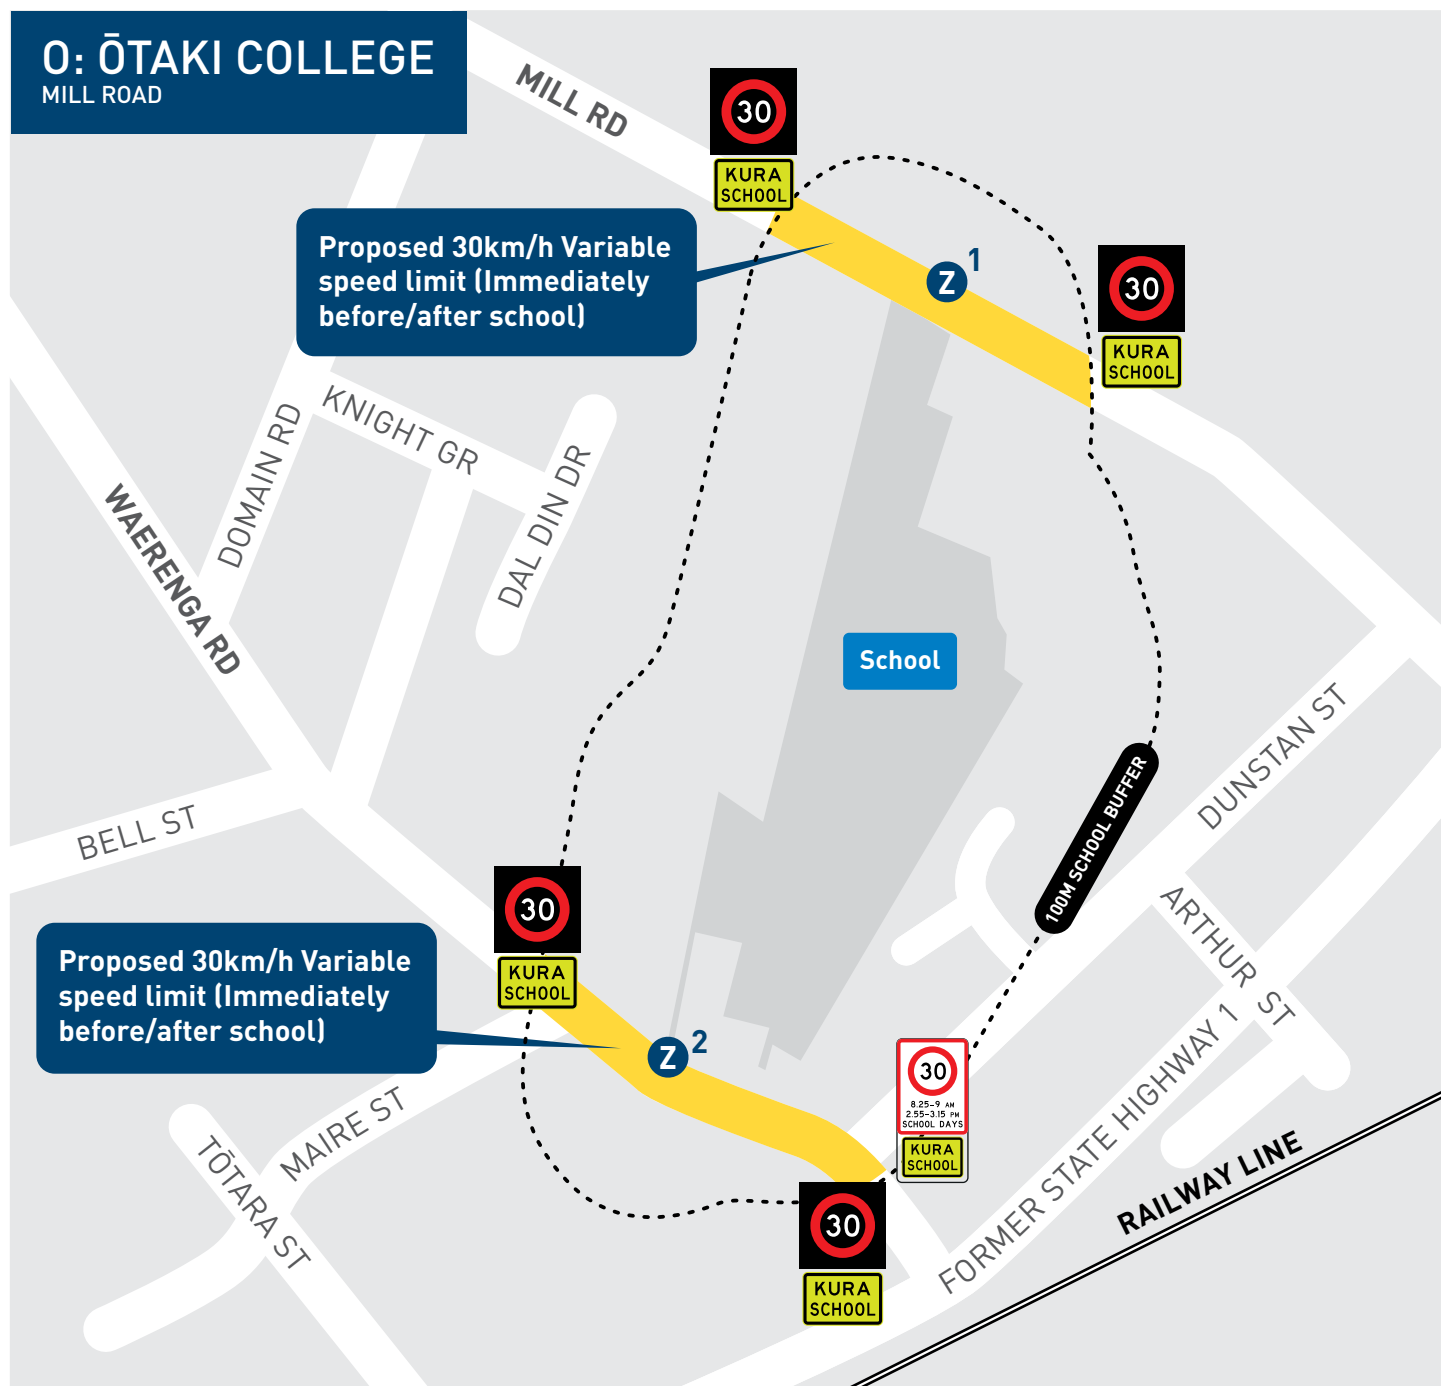 O: ŌTAKI COLLEGE
MILL ROAD
MILL RD
30
KURA
SCHOOL
Proposed 30km/h Variable
speed limit (Immediately
before/after school)
Z 1
30
KURA
SCHOOL
KNIGHT GR
DOMAIN RD
DAL DIN DR
WAERENGA RD
School
DUNSTAN ST
BELL ST
100M SCHOOL BUFFER
30
KURA
SCHOOL
ARTHUR ST
Proposed 30km/h Variable
speed limit (Immediately
before/after school)
Z 2
30
8.25-9 AM
2.55-3.15 PM
SCHOOL DAYS
KURA
SCHOOL
MAIRE ST
TŌTARA ST
FORMER STATE HIGHWAY 1
RAILWAY LINE
30
KURA
SCHOOL